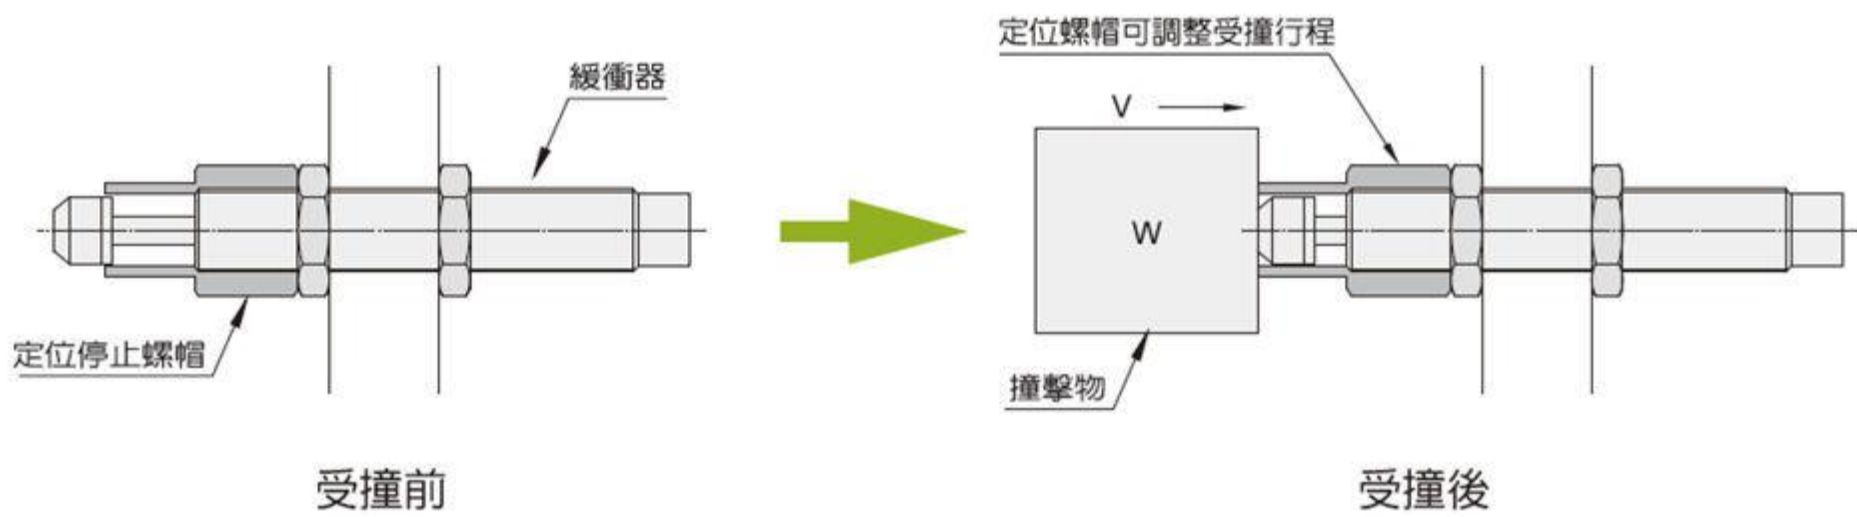 緩衝器
定位停止螺帽
受撞前
定位螺帽可調整受撞行程
V
W
撞擊物
受撞後